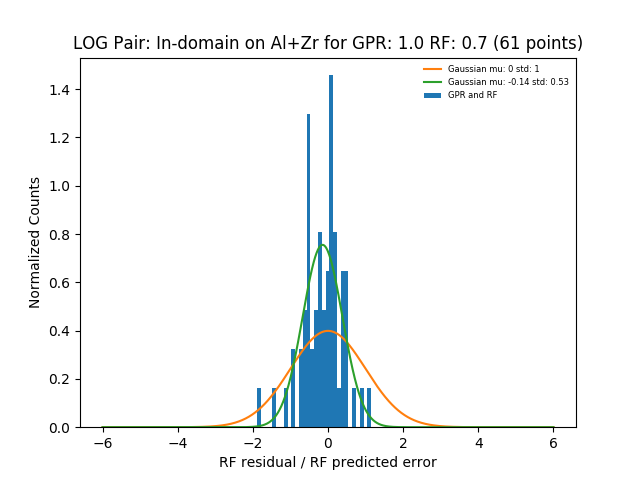 LOG Pair: In-domain on Al+Zr for GPR: 1.0 RF: 0.7 (61 points)
Gaussian mu: 0 std: 1
Gaussian mu: -0.14 std: 0.53
GPR and RF
Normalized Counts
1.4
1.2
1.0
0.8
0.6
0.4
0.2
0.0
−6 −4 −2 0 2 4 6
RF residual / RF predicted error